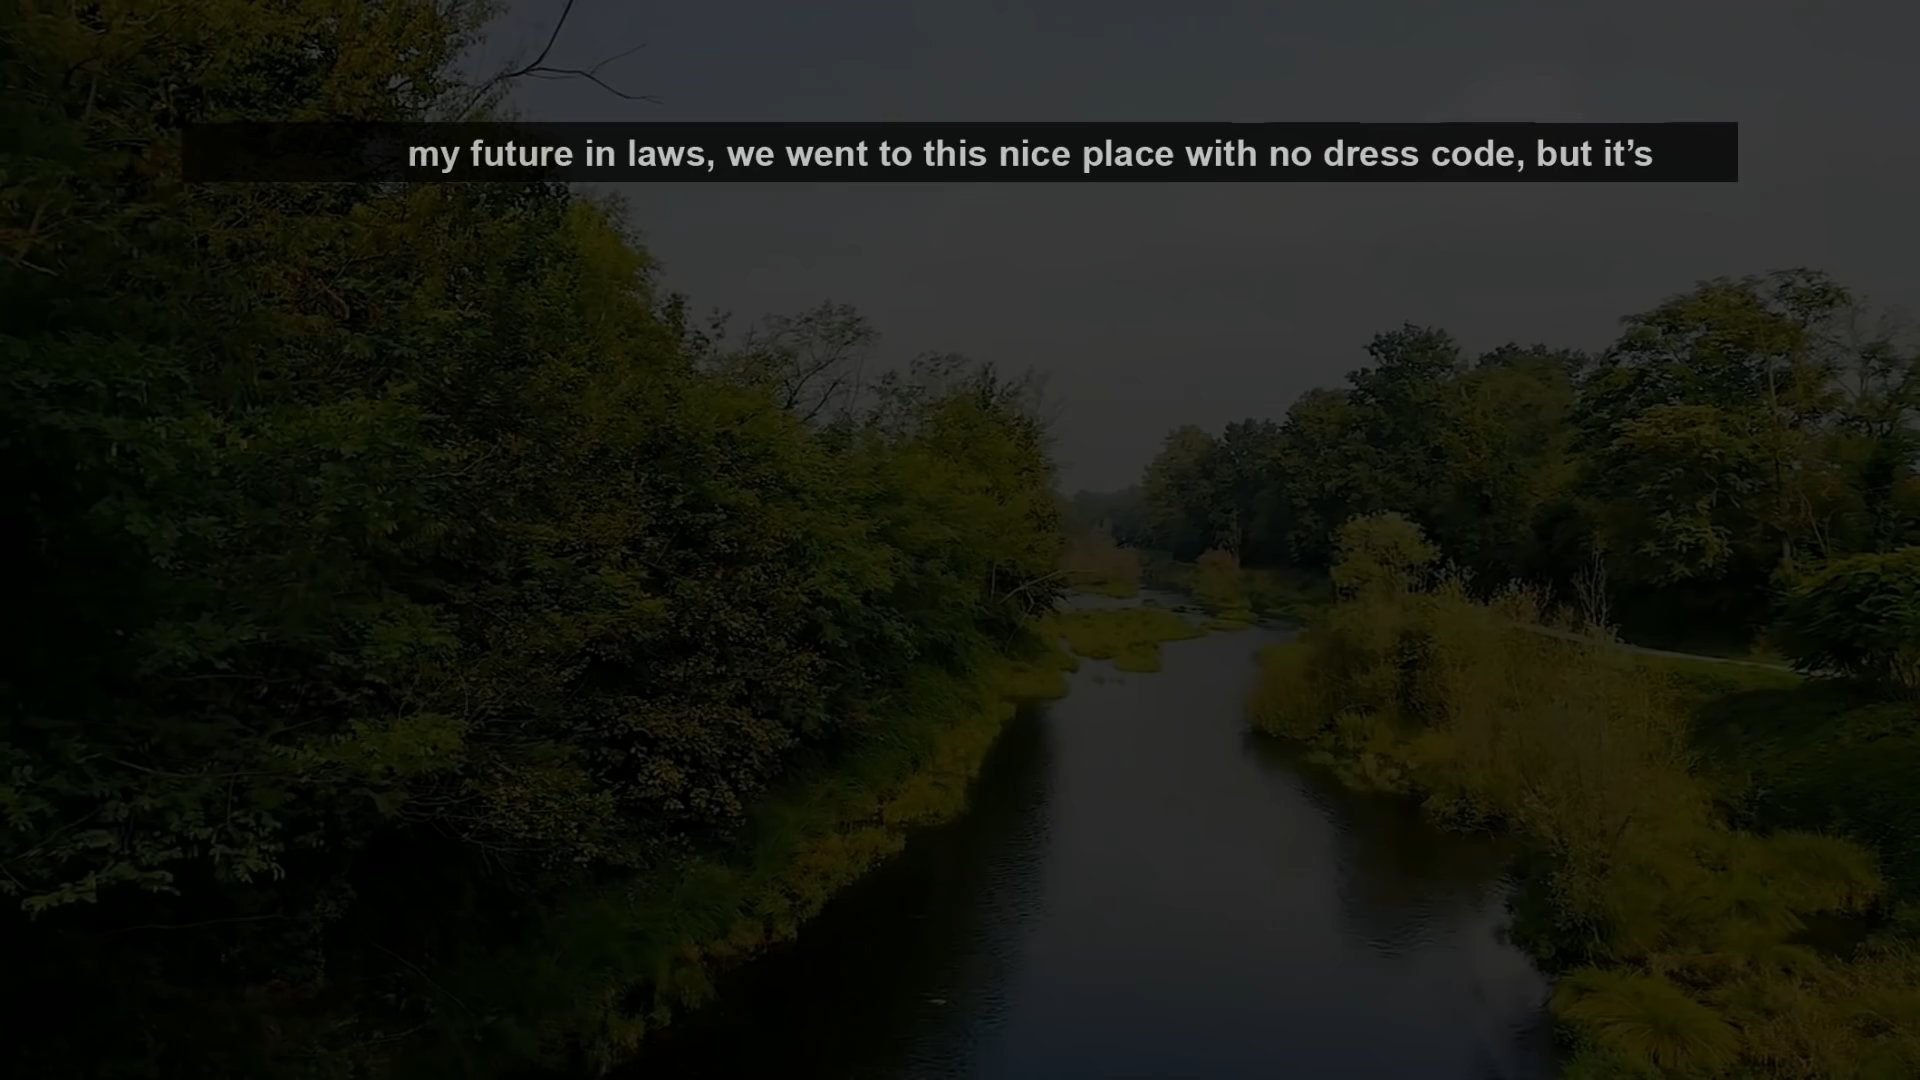 my future in laws, we went to this nice place with no dress code, but it’s